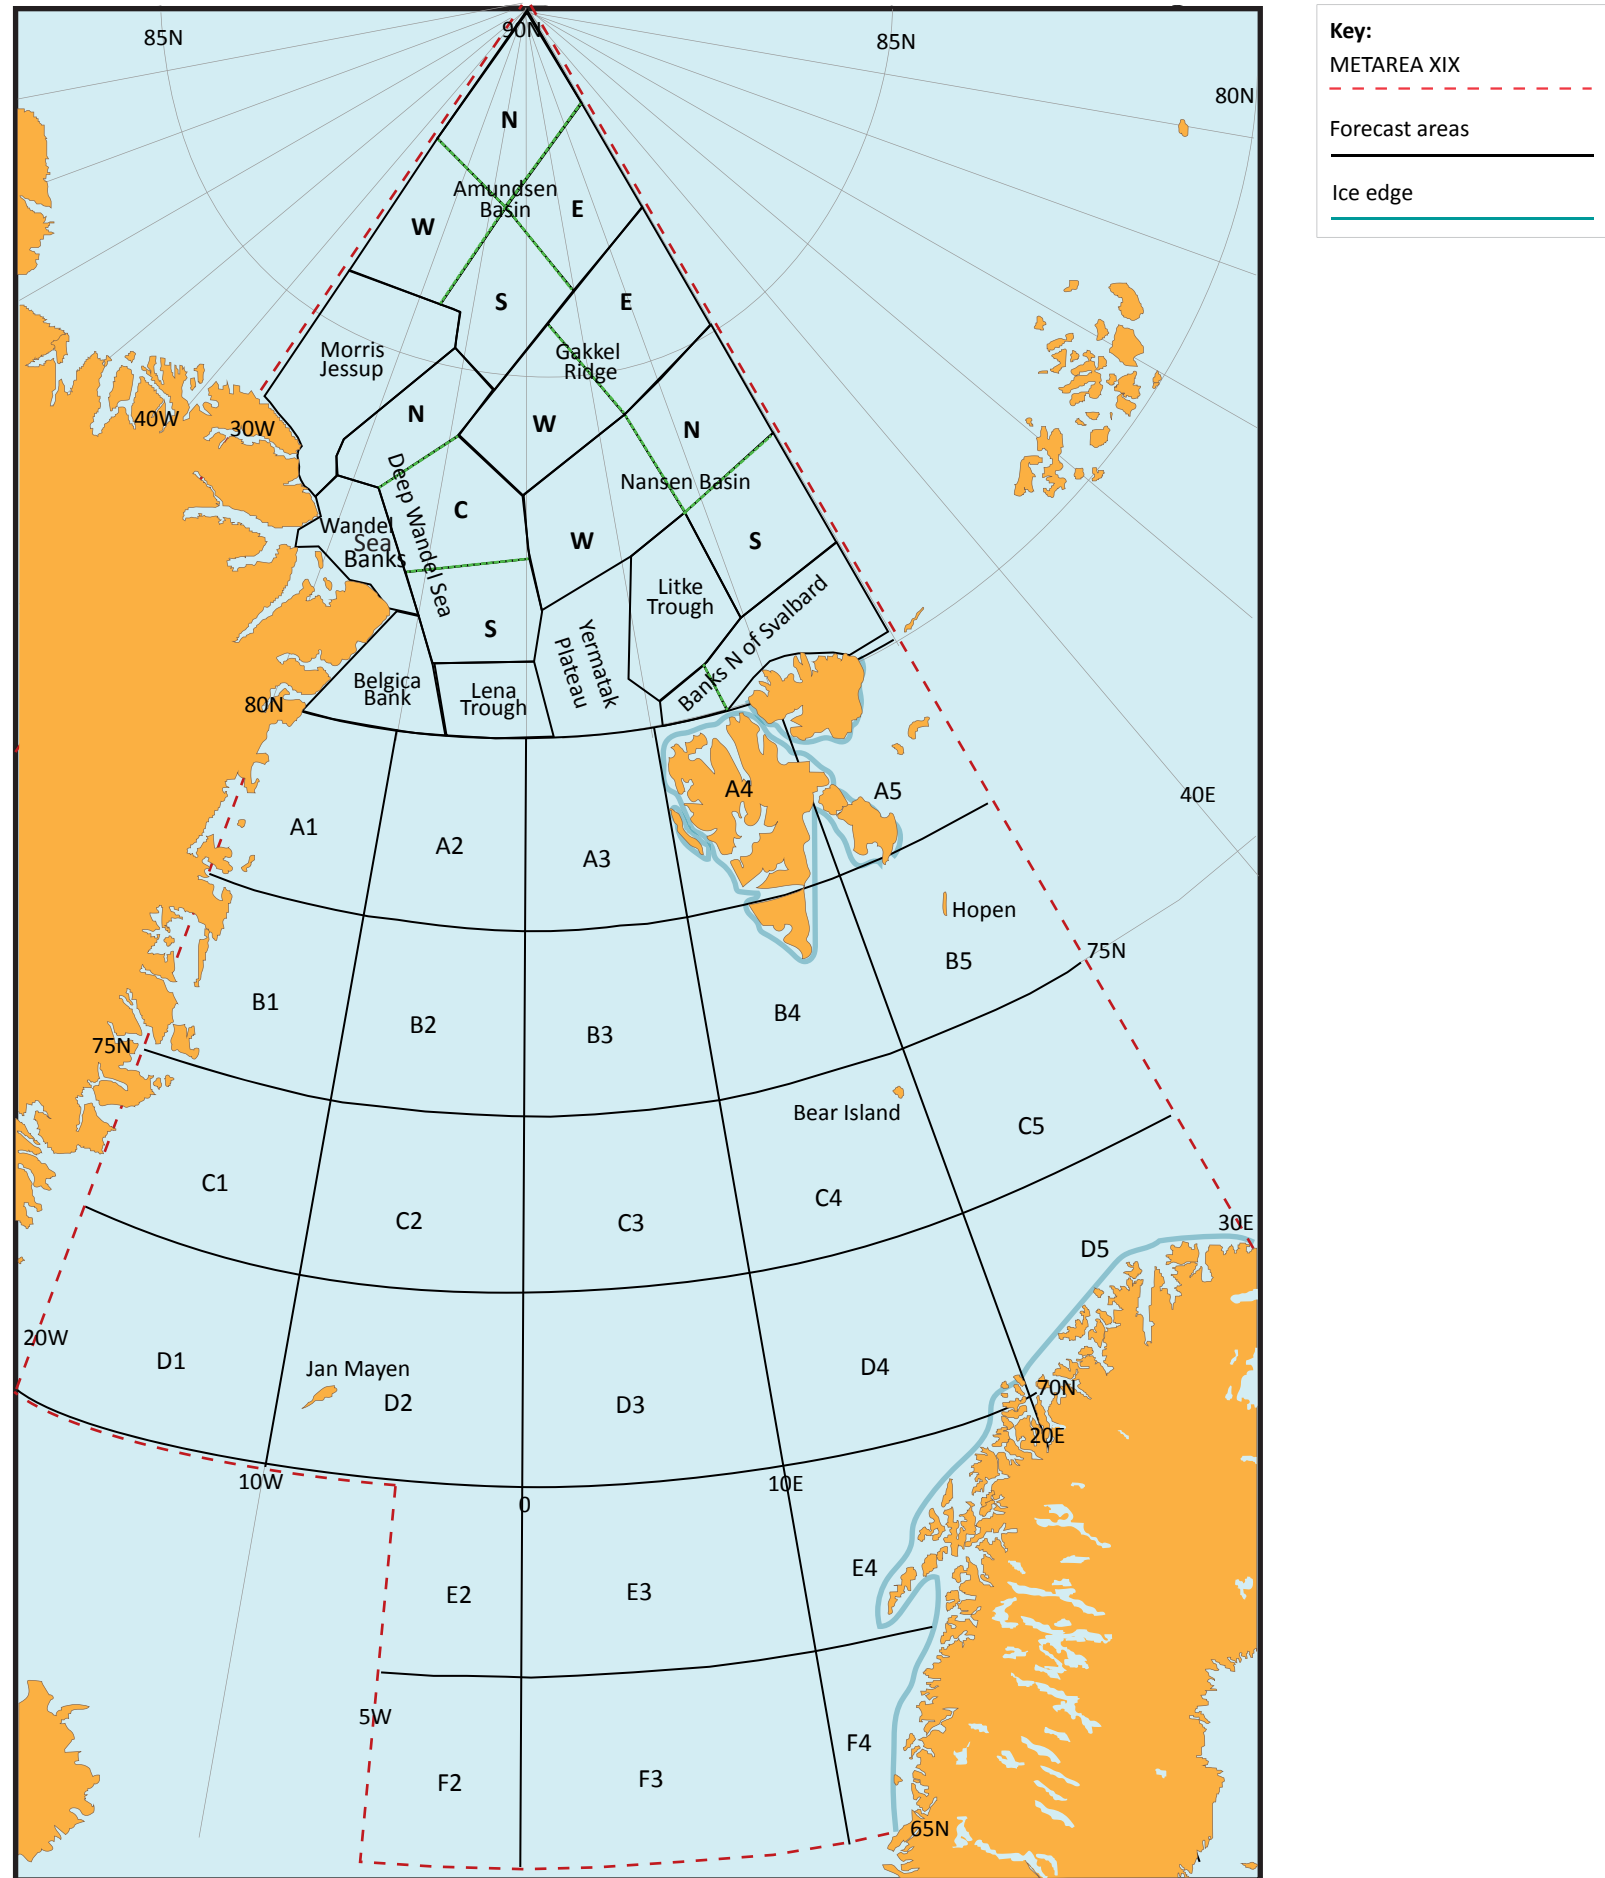 90N
85N
85N
80N
N
Amundsen
Basin
W
E
S
E
Morris
Jessup
Gakkel
Ridge
N
W
N
40W
30W
Deep Wandel Sea
Nansen Basin
C
Wandel
Sea
Banks
W
S
Litke
Trough
S
Yermatak
Plateau
Banks N of Svalbard
Belgica
Bank
Lena
Trough
80N
A1
A2
A3
A4
A5
40E
Hopen
B1
B2
B3
B4
B5
75N
75N
Bear Island
C1
C2
C3
C4
C5
30E
20W
D1
Jan Mayen
D2
D3
D4
D5
70N
20E
10W
0
10E
E2
E3
E4
5W
F2
F3
F4
65N
Key:
METAREA XIX
Forecast areas
Ice edge